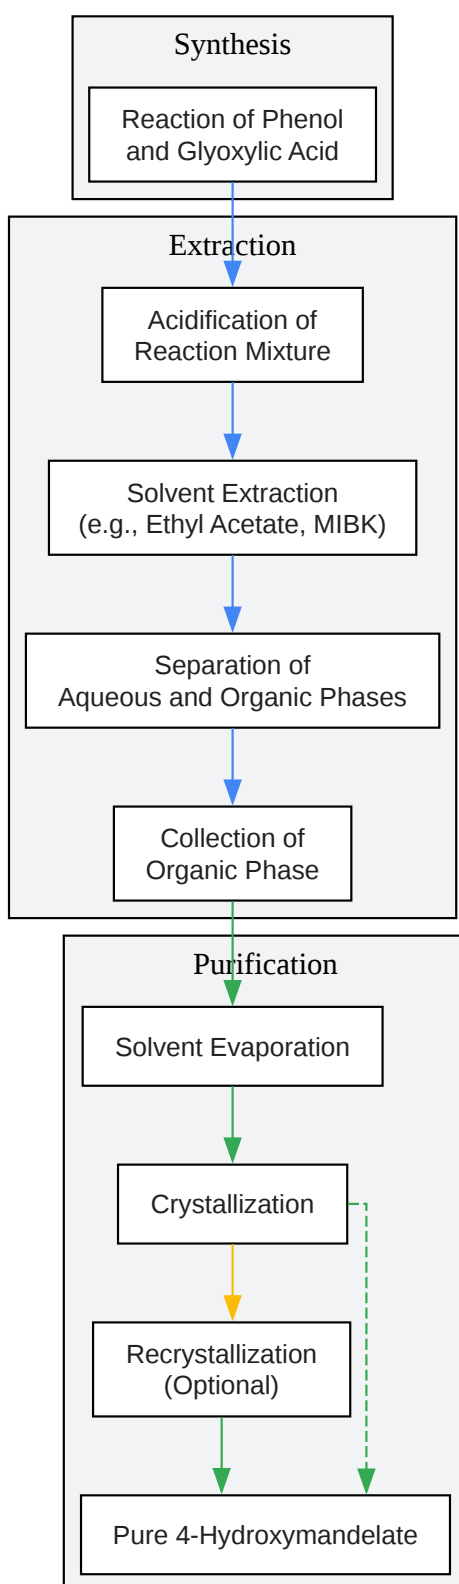 Synthesis
Reaction of Phenol
and Glyoxylic Acid
Extraction
Acidification of
Reaction Mixture
Solvent Extraction
(e.g., Ethyl Acetate, MIBK)
Separation of
Aqueous and Organic Phases
Collection of
Organic Phase
Purification
Solvent Evaporation
Crystallization
Recrystallization
(Optional)
Pure 4-Hydroxymandelate